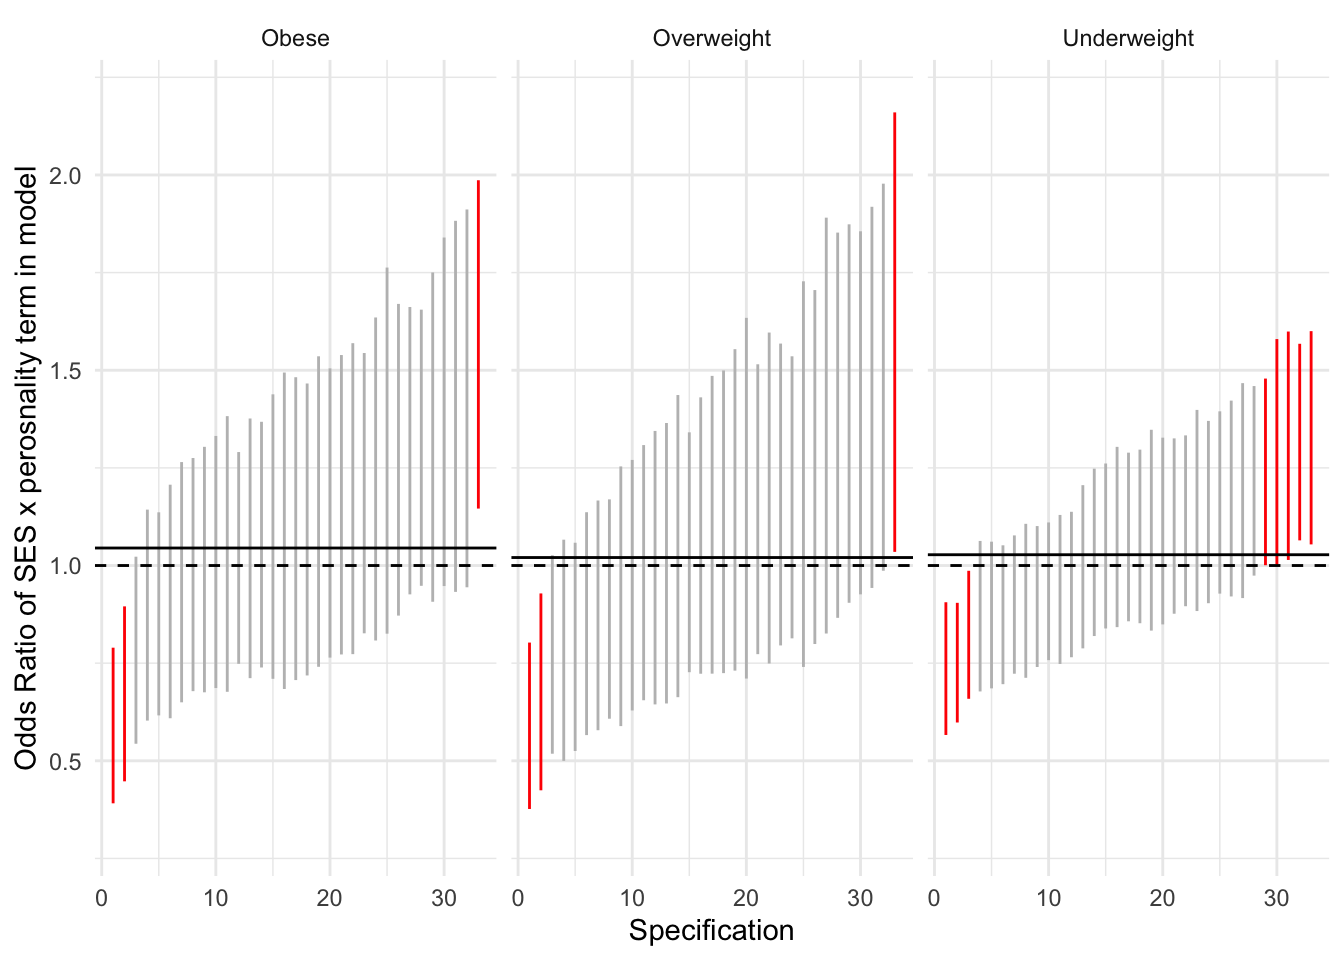 Obese
Overweight
Underweight
Odds Ratio of SES x perosnality term in model
2.0
1.5
1.0
0.5
0 10 20 30
0 10 20 30
0 10 20 30
Specification